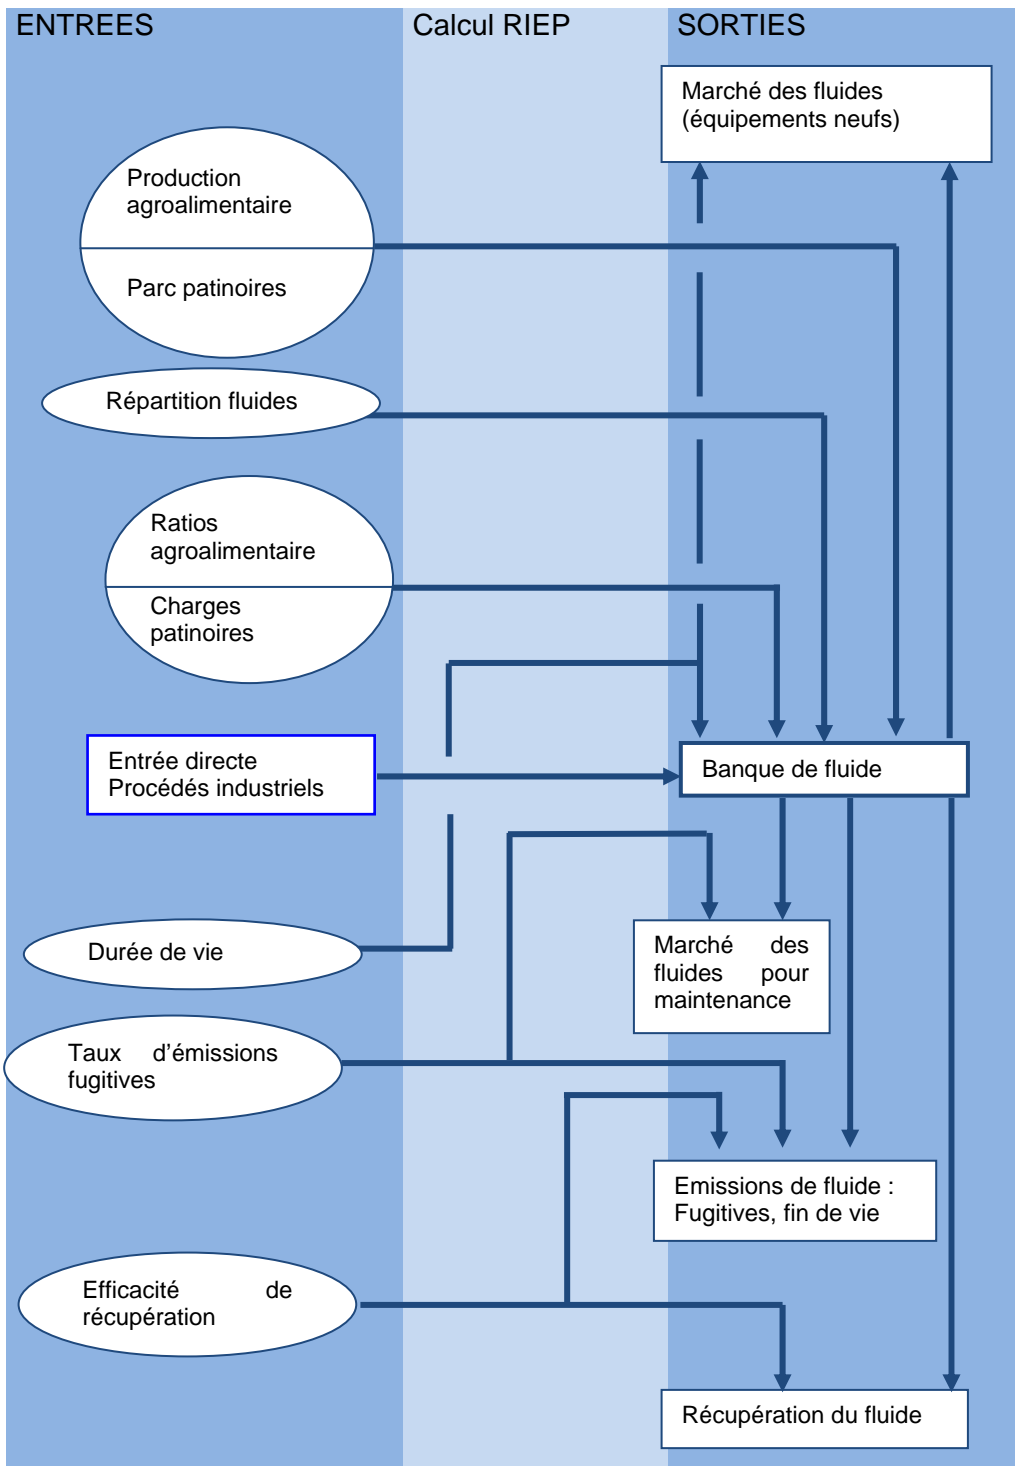 ENTREES
Calcul RIEP
SORTIES
Marché des fluides
(équipements neufs)
Production
agroalimentaire
Parc patinoires
Répartition fluides
Ratios
agroalimentaire
Charges
patinoires
Entrée directe
Procédés industriels
Banque de fluide
Durée de vie
Marché des
fluides pour
maintenance
Taux d'émissions
fugitives
Emissions de fluide :
Fugitives, fin de vie
Efficacité de
récupération
Récupération du fluide